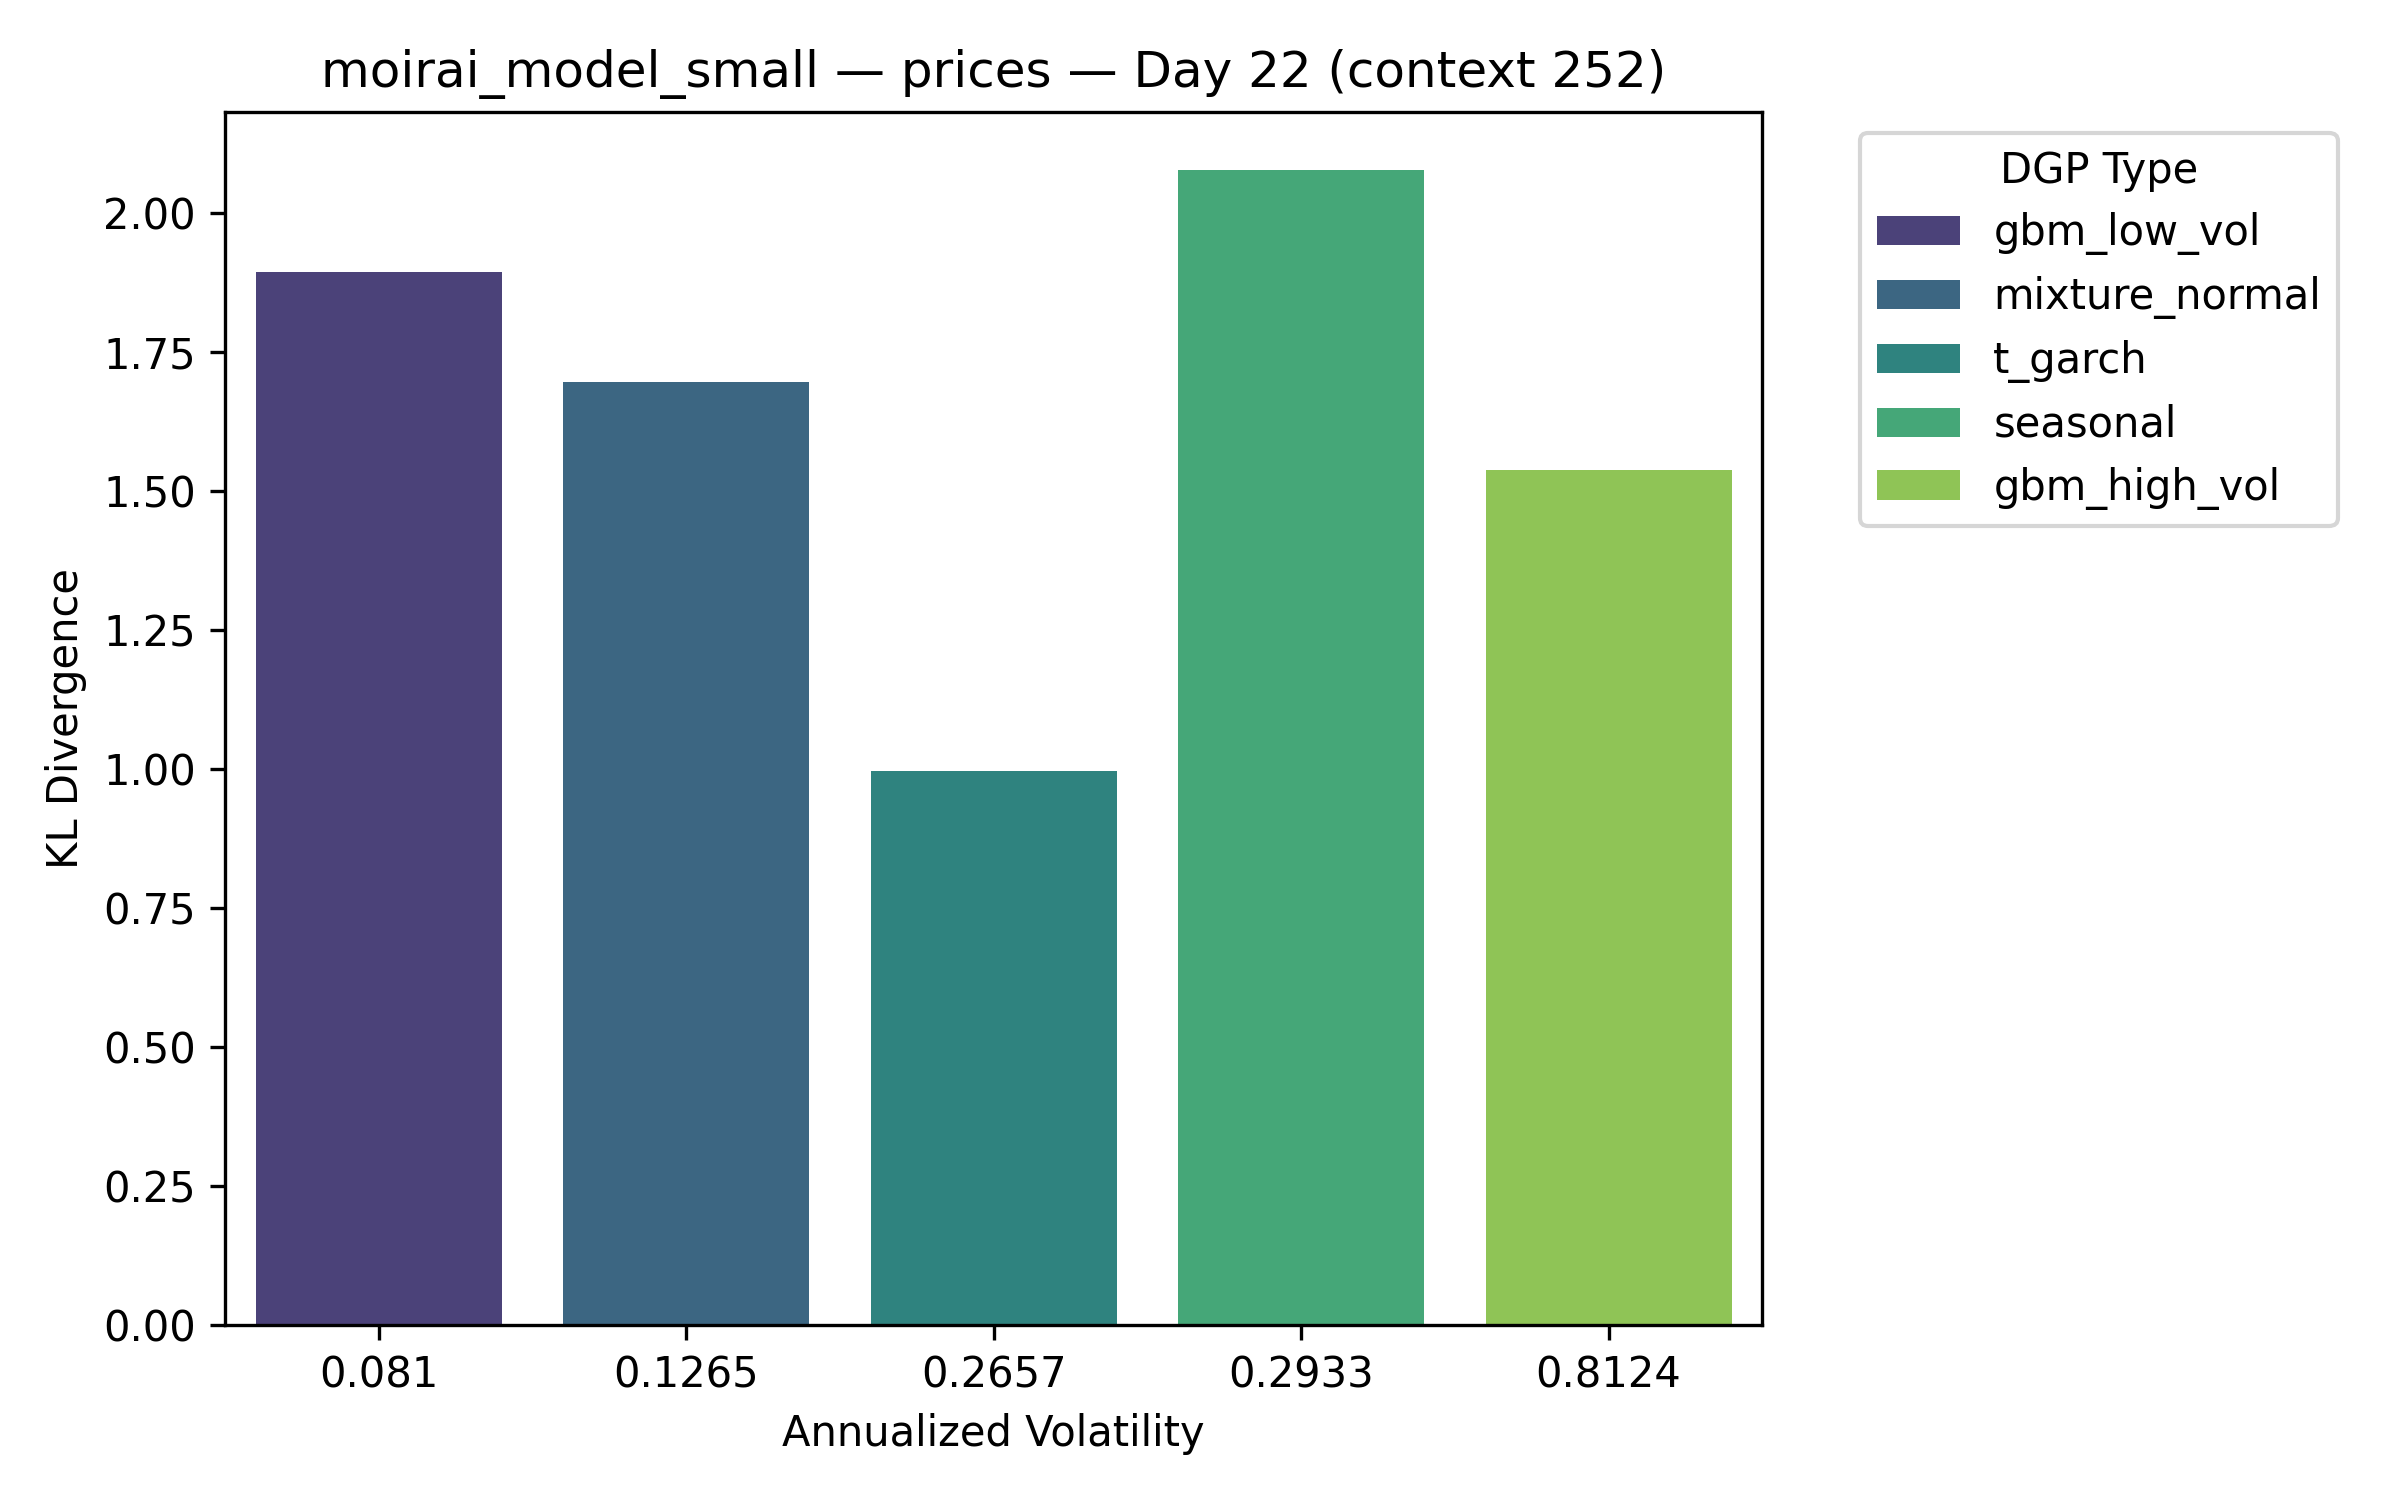 moirai_model_small — prices — Day 22 (context 252)
DGP Type
gbm_low_vol
mixture_normal
t_garch
seasonal
gbm_high_vol
KL Divergence
2.00
1.75
1.50
1.25
1.00
0.75
0.50
0.25
0.00
0.081 0.1265 0.2657 0.2933 0.8124
Annualized Volatility